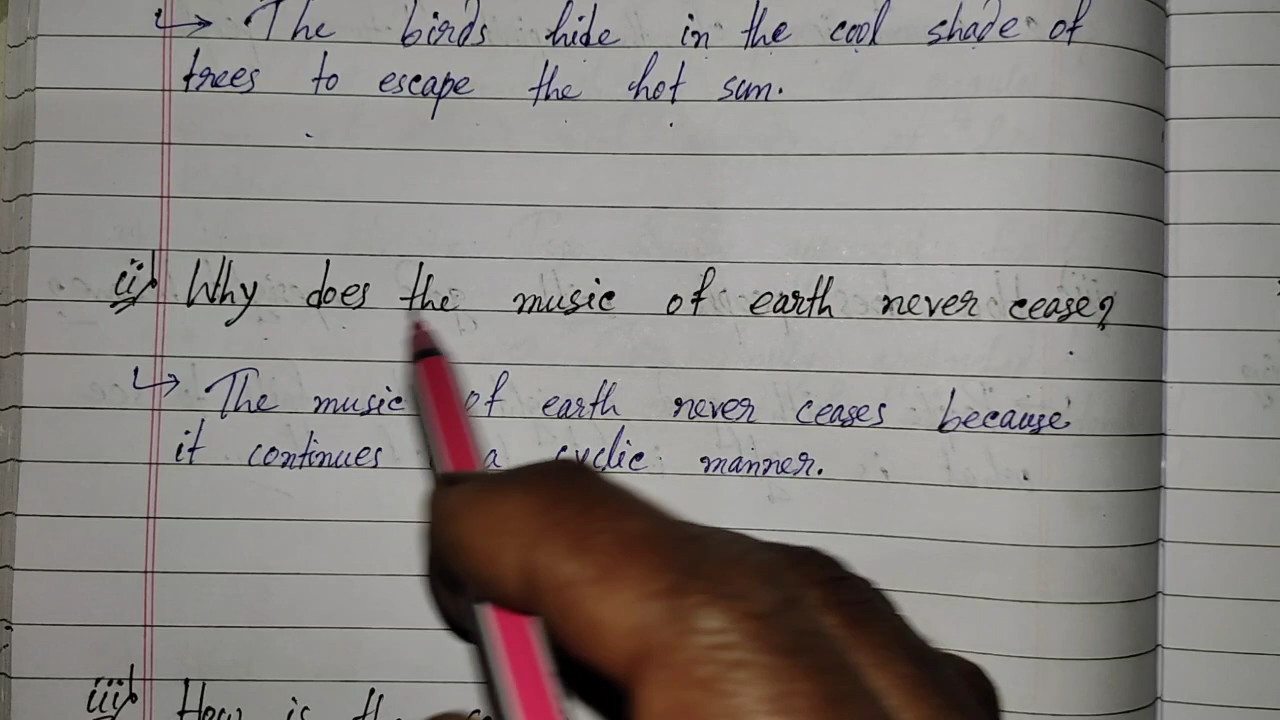 ↳ The birds hide in the cool shade of
trees to escape the hot sun.
ii) Why does the music of earth never cease?
↳ The music of earth never ceases because
it continues a cyclic manner.
iii) How is the